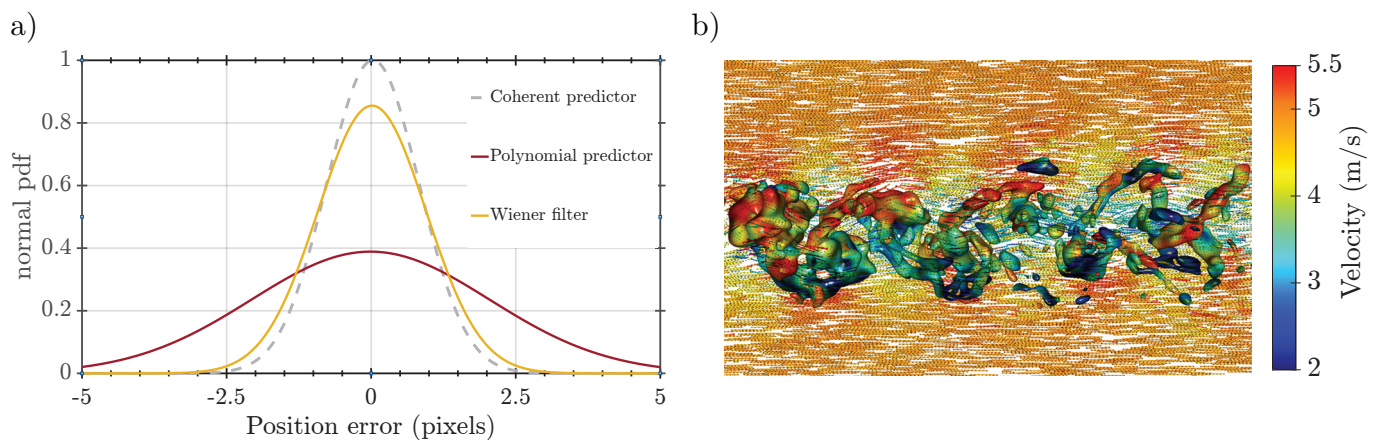 a)
normal pdf
1
0.8
0.6
0.4
0.2
0
-5
-2.5
0
2.5
5
Position error (pixels)
Coherent predictor
Polynomial predictor
Wiener filter
b)
5.5
5
4
3
2
Velocity (m/s)